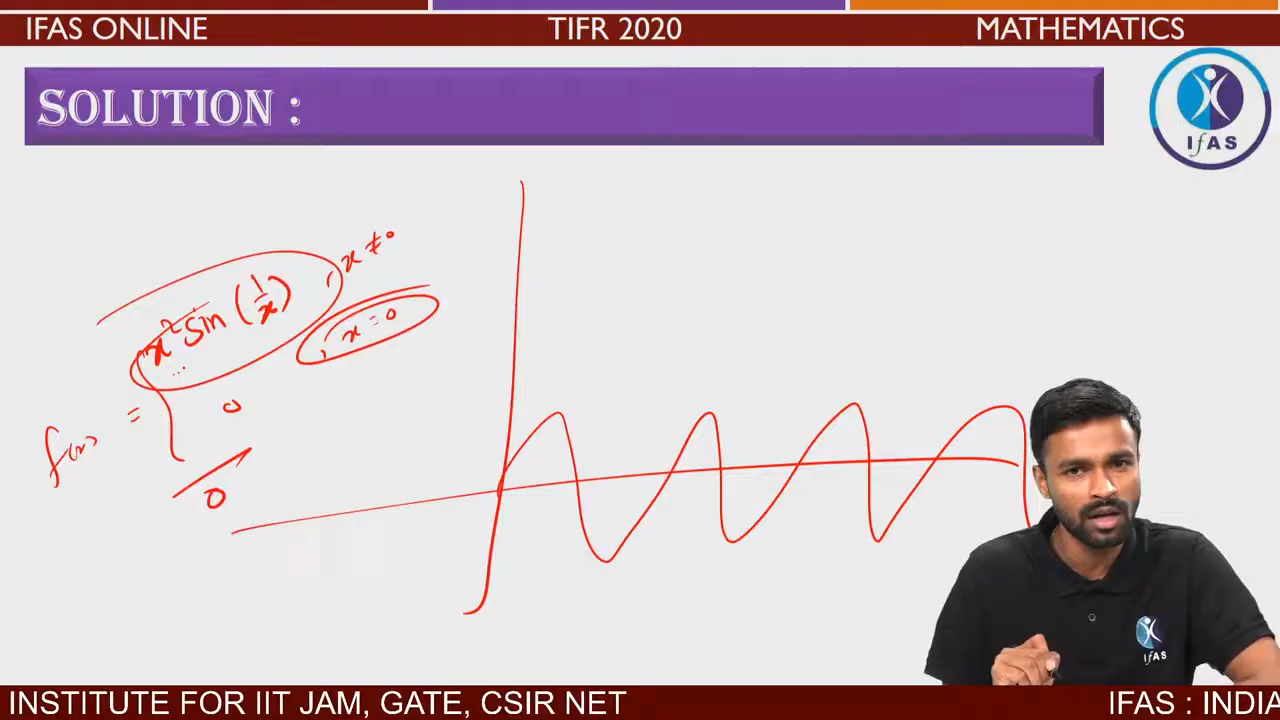 IFAS ONLINE
TIFR 2020
MATHEMATICS
IfAS
SOLUTION :
x² sin (1/x) , x ≠ 0
f(x) = { 0 , x = 0
0
IfAS
INSTITUTE FOR IIT JAM, GATE, CSIR NET
IFAS : INDIA